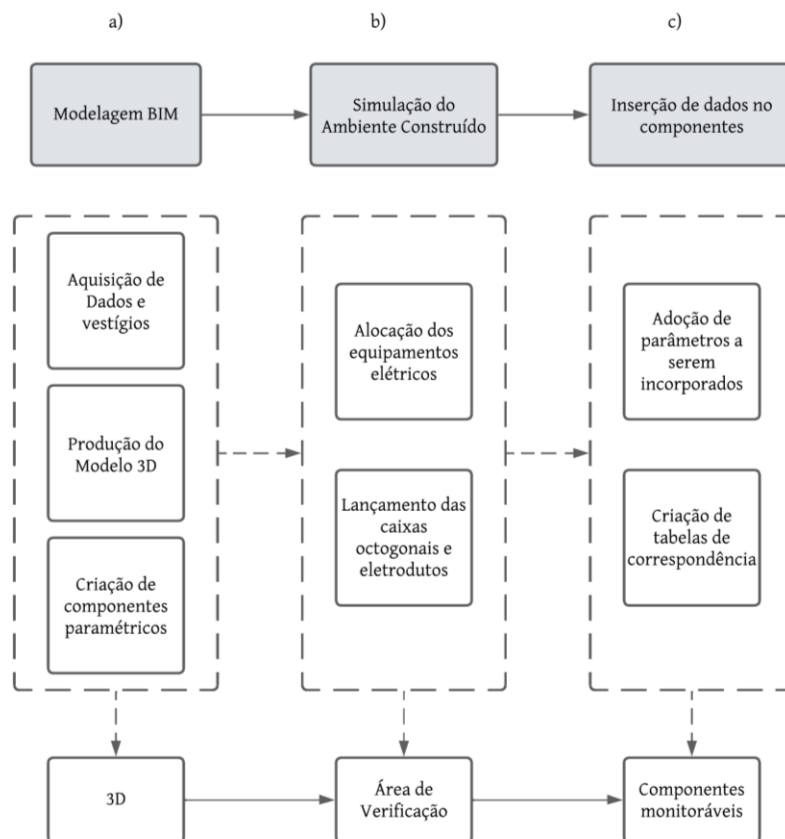 a)
b)
c)
Modelagem BIM
Simulação do
Ambiente Construído
Inserção de dados no
componentes
Aquisição de
Dados e
vestígios
Produção do
Modelo 3D
Criação de
componentes
paramétricos
Alocação dos
equipamentos
elétricos
Lançamento das
caixas
octogonais e
eletrodutos
Adoção de
parâmetros a
serem
incorporados
Criação de
tabelas de
correspondência
3D
Área de
Verificação
Componentes
monitoráveis